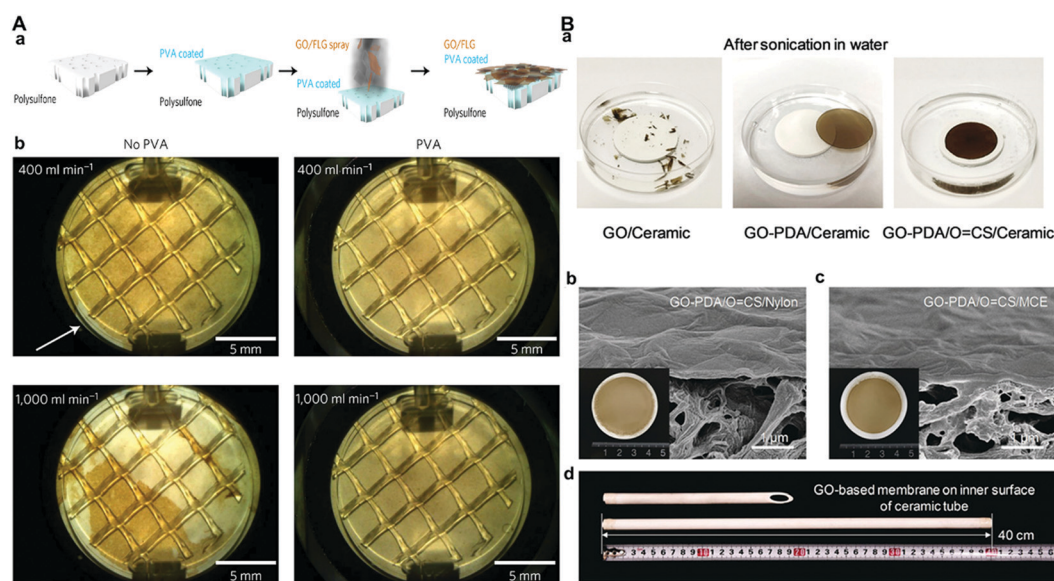 A
a
Polysulfone
PVA coated
Polysulfone
GO/FLG spray
PVA coated
Polysulfone
GO/FLG
PVA coated
Polysulfone
b
No PVA
PVA
400 ml min⁻¹
5 mm
400 ml min⁻¹
5 mm
1,000 ml min⁻¹
5 mm
1,000 ml min⁻¹
5 mm
B
a
After sonication in water
GO/Ceramic
GO-PDA/Ceramic
GO-PDA/O=CS/Ceramic
b
GO-PDA/O=CS/Nylon
1 2 3 4 5
1 µm
c
GO-PDA/O=CS/MCE
1 2 3 4 5
1 µm
d
GO-based membrane on inner surface
of ceramic tube
40 cm